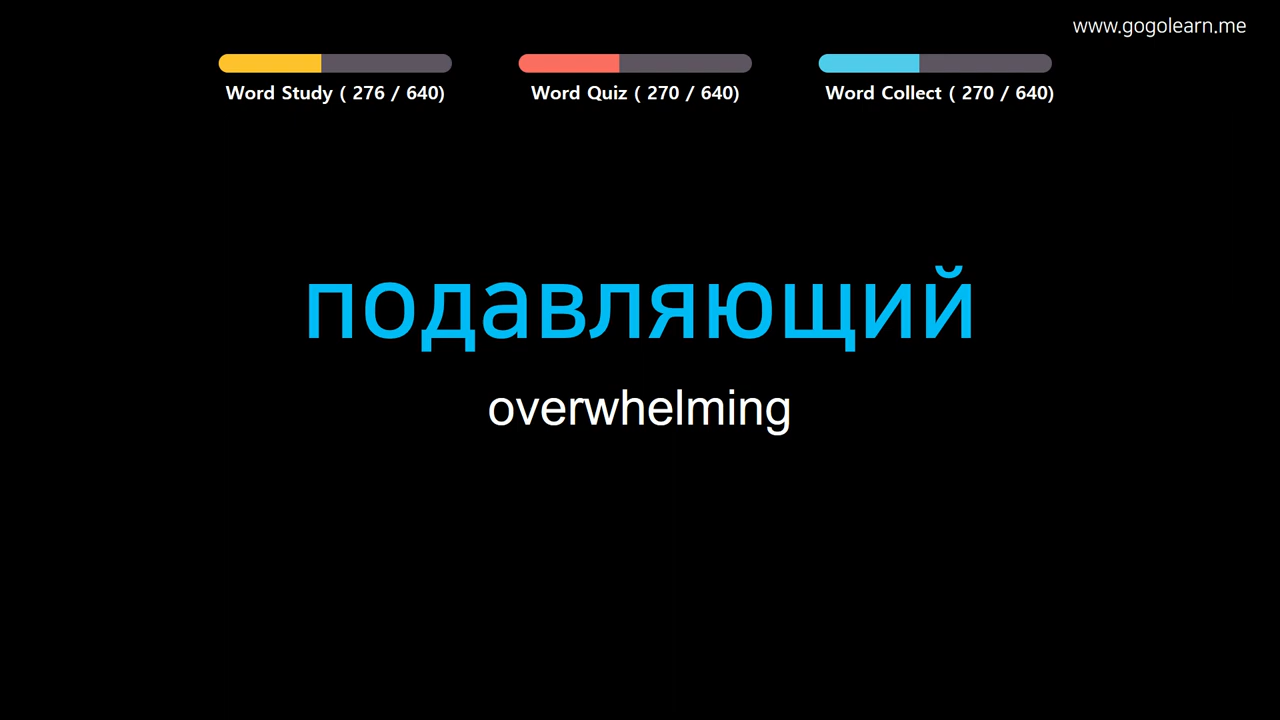 www.gogolearn.me
Word Study ( 276 / 640)
Word Quiz ( 270 / 640)
Word Collect ( 270 / 640)
подавляющий
overwhelming